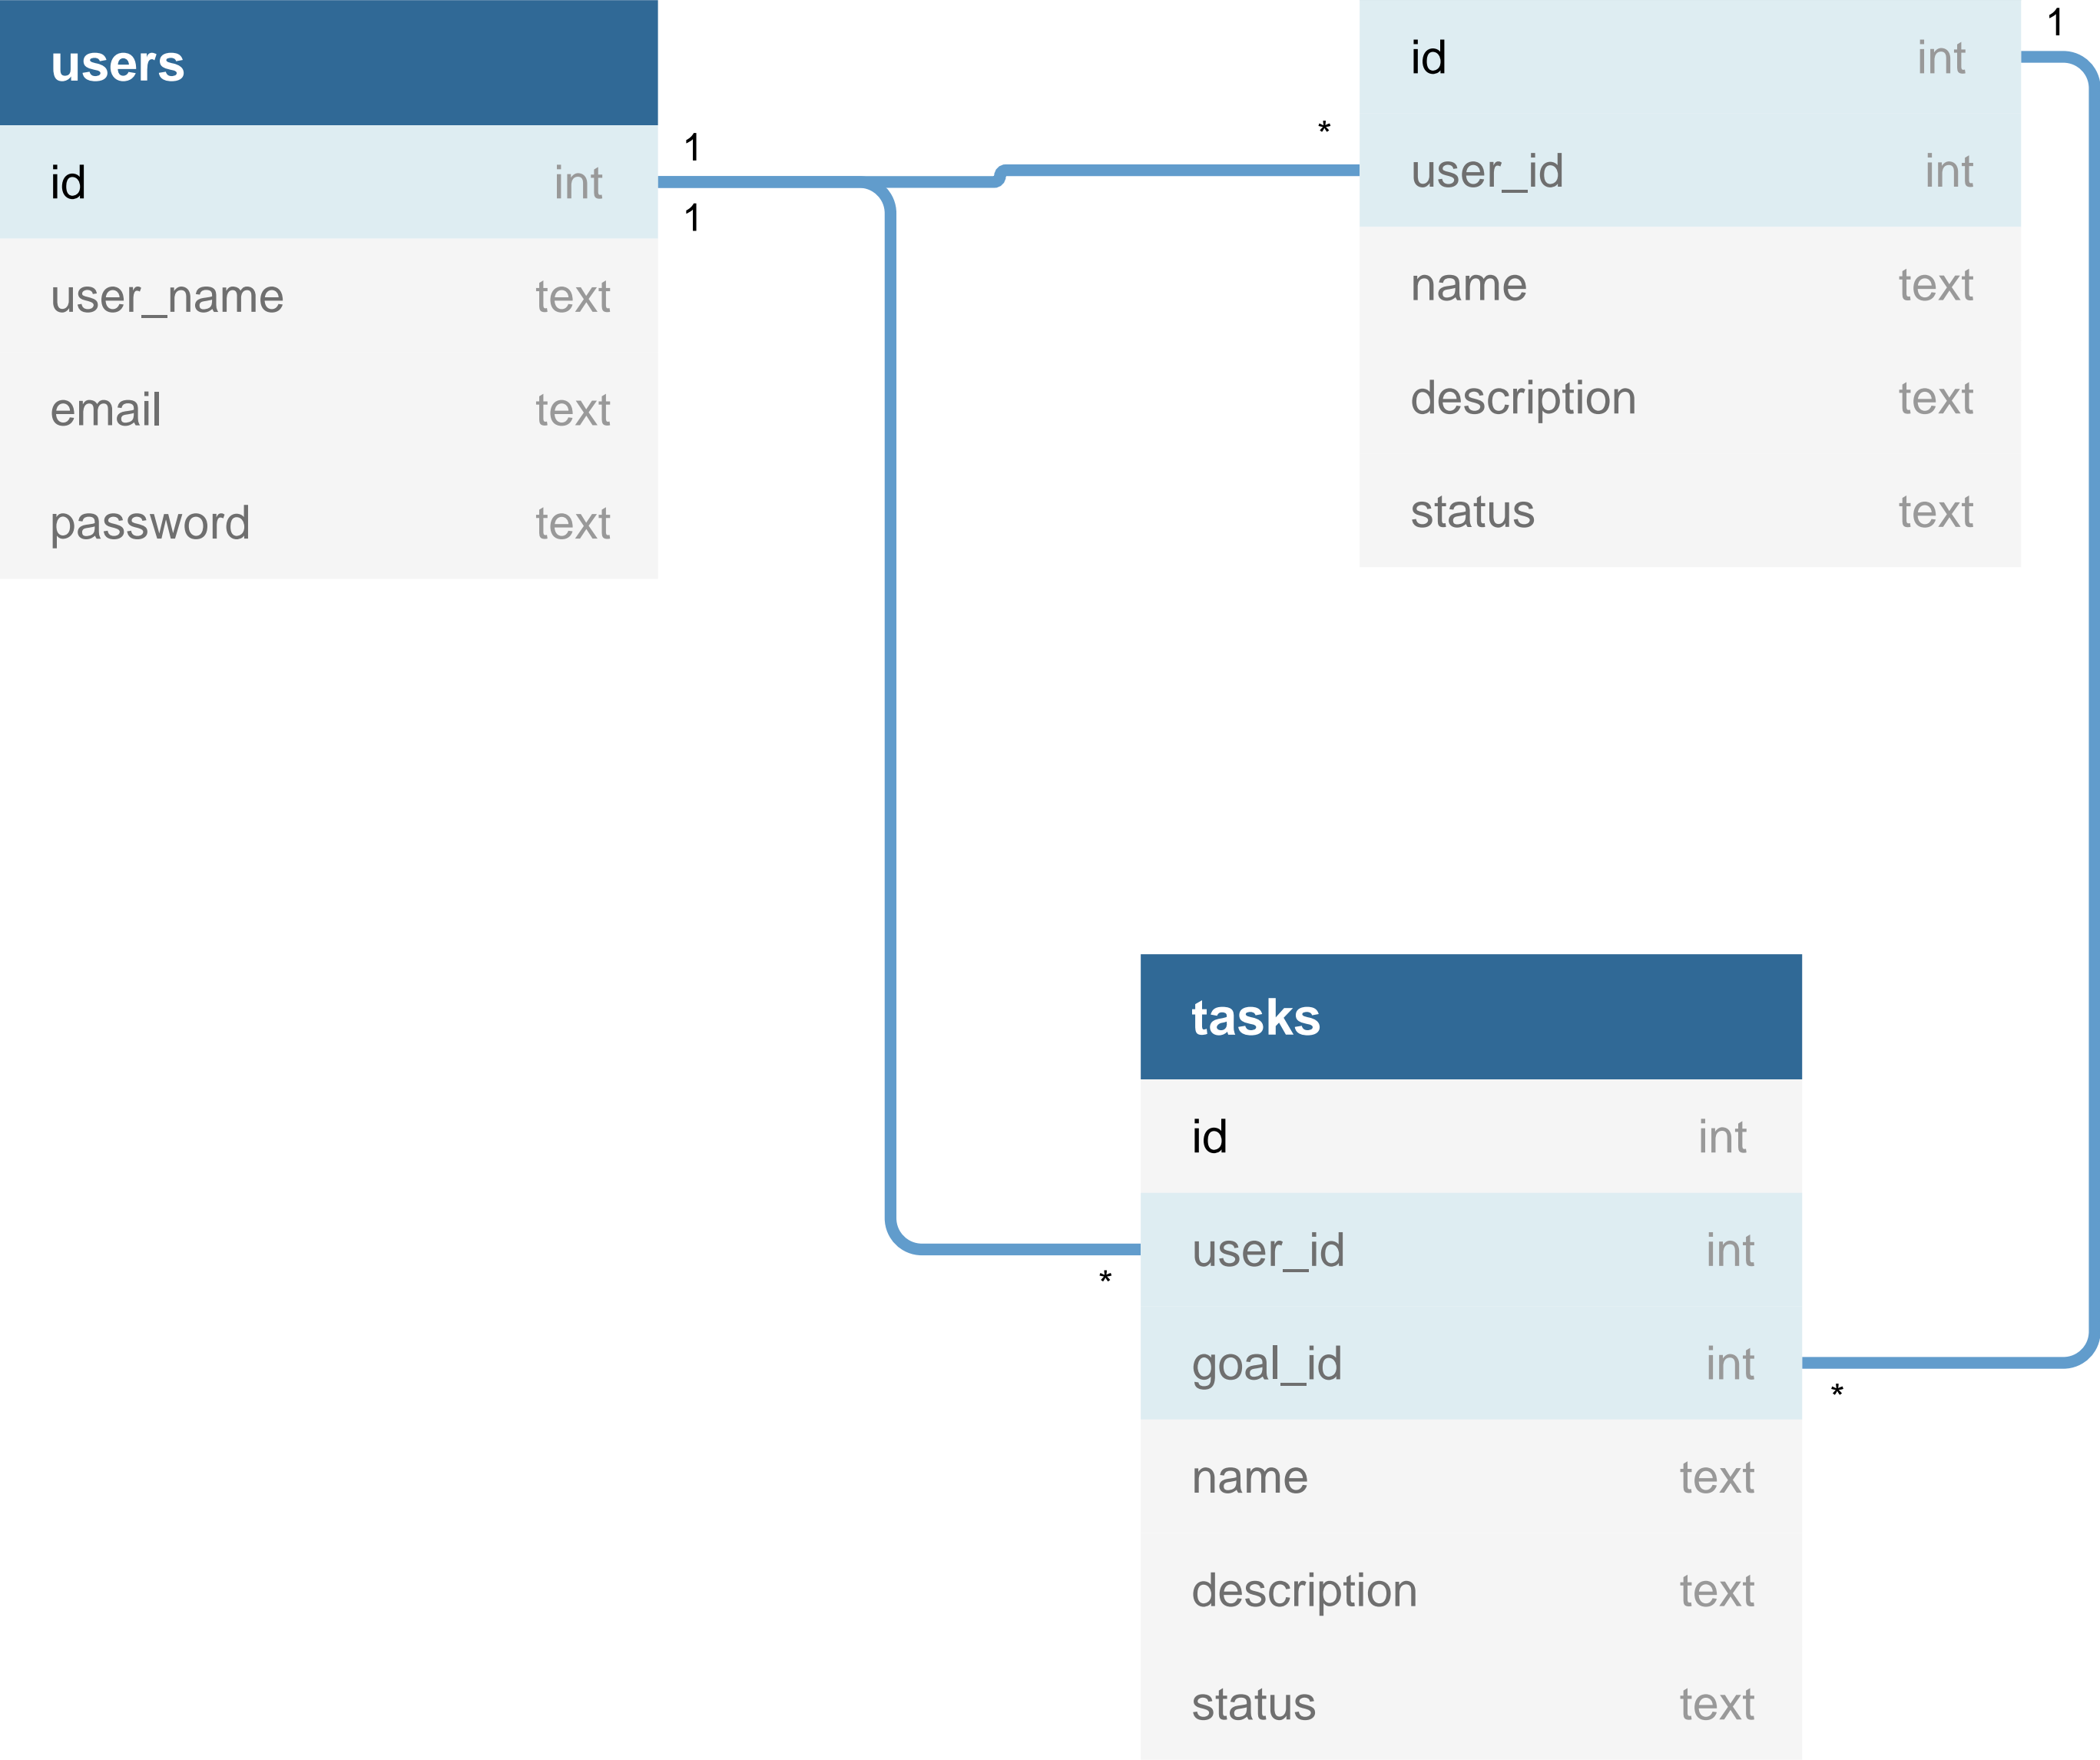 users
1
id int
1
user_name text
email text
password text
1
id int
*
user_id int
name text
description text
status text
tasks
id int
user_id int
*
goal_id int
*
name text
description text
status text